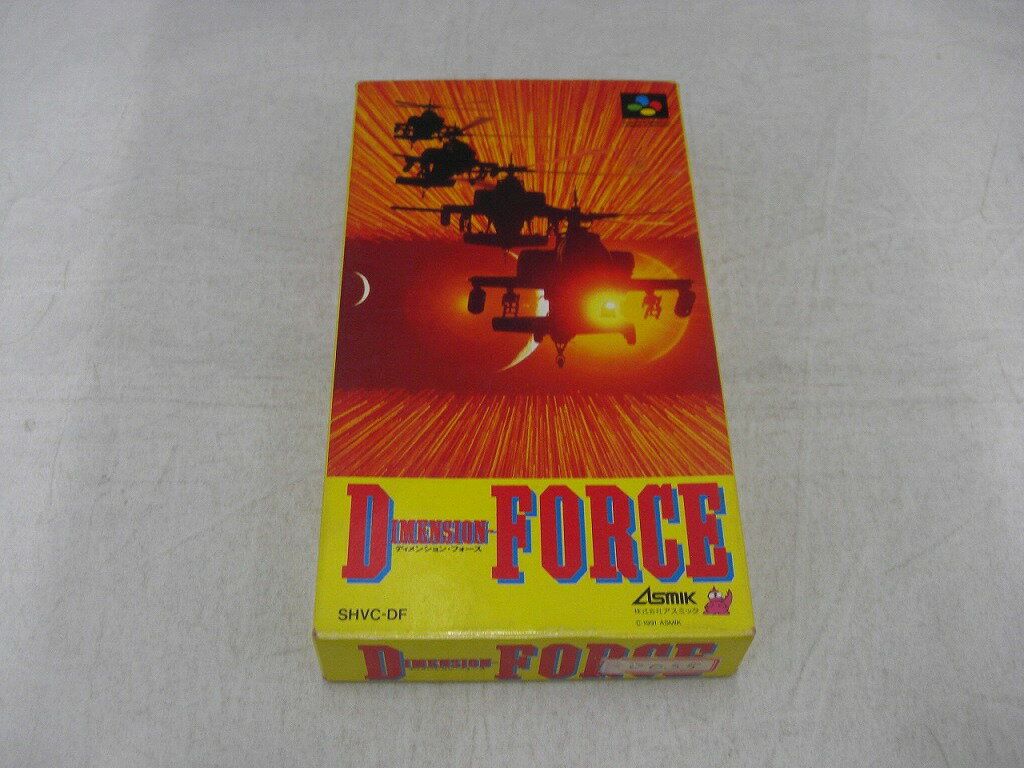 DIMENSION FORCE
ディメンション・フォース
ASMIK
株式会社アスミック
SHVC-DF
© 1991 ASMIK
DIMENSION FORCE